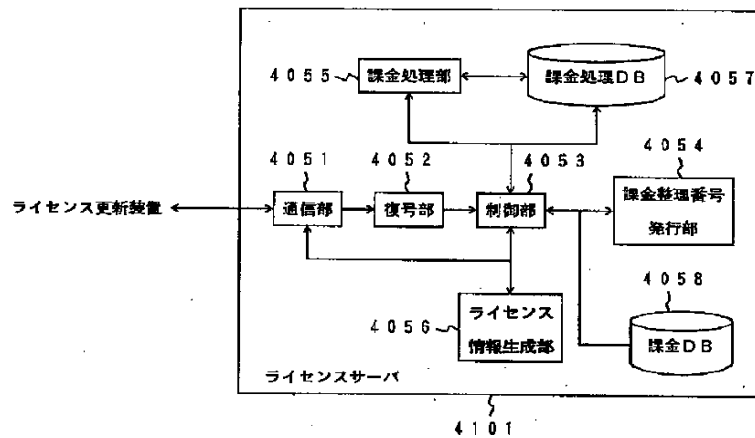 4055
課金処理部
課金処理DB
4057
4051
4052
4053
4054
ライセンス更新装置
通信部
復号部
制御部
課金整理番号
発行部
4056
ライセンス
情報生成部
4058
課金DB
ライセンスサーバ
4101